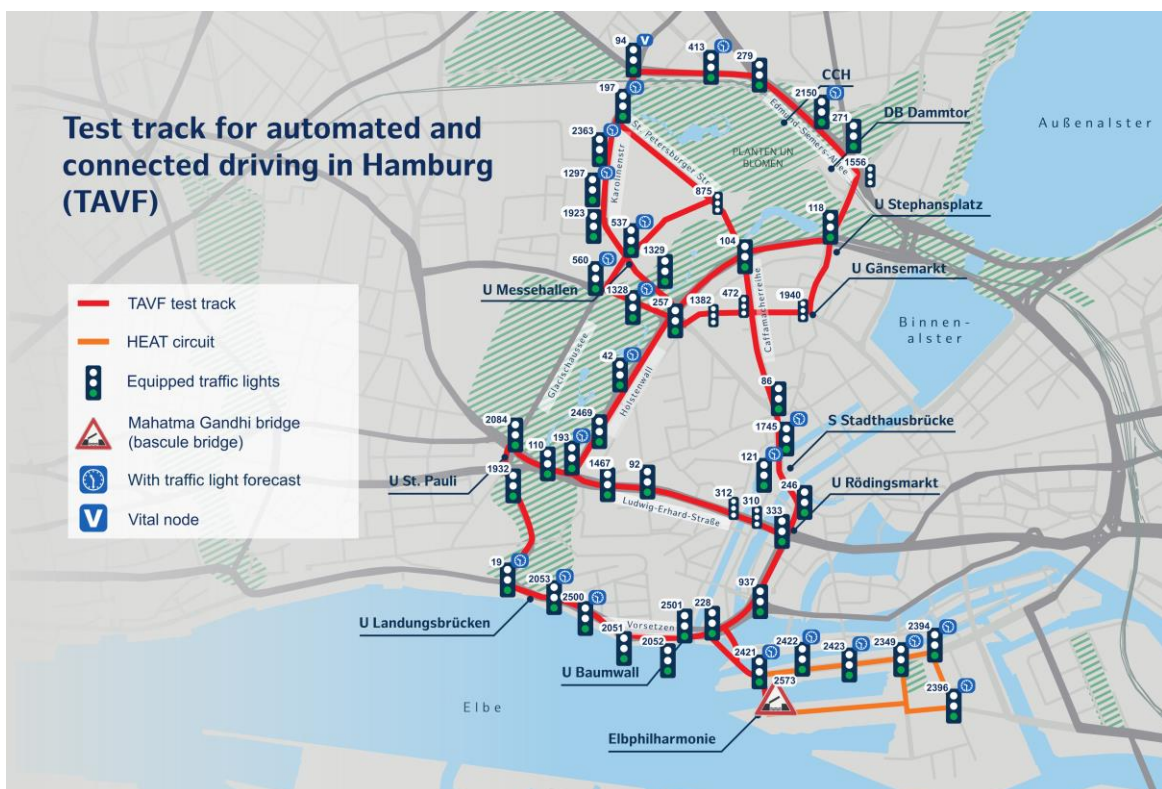 Test track for automated and
connected driving in Hamburg
(TAVF)
TAVF test track
HEAT circuit
Equipped traffic lights
Mahatma Gandhi bridge
(bascule bridge)
With traffic light forecast
V
Vital node
94
V
413
279
CCH
2150
197
271
DB Dammtor
Außenalster
2363
St. Petersburger Str.
Edmund-Siemers-Allee
PLANTEN UN
BLOMEN
1556
1297
Karolinenstr
875
1923
537
118
U Stephansplatz
1329
104
560
U Gänsemarkt
U Messehallen
1328
257
1382
472
1940
Caffamacherreihe
Binnen-
alster
Glacischaussée
42
Holstenwall
86
2084
2469
1745
S Stadthausbrücke
110
193
121
U St. Pauli
1932
1467
92
246
U Rödingsmarkt
Ludwig-Erhard-Straße
312
310
333
19
2053
937
2500
U Landungsbrücken
Vorsetzen
2501
228
2051
2052
2421
2422
2423
2349
2394
U Baumwall
2573
2396
Elbe
Elbphilharmonie